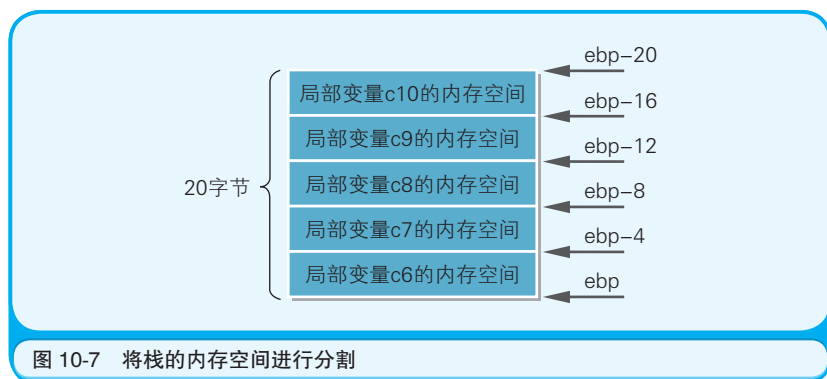 ebp-20
局部变量c10的内存空间
ebp-16
局部变量c9的内存空间
ebp-12
20字节
局部变量c8的内存空间
ebp-8
局部变量c7的内存空间
ebp-4
局部变量c6的内存空间
ebp
图 10-7 将栈的内存空间进行分割